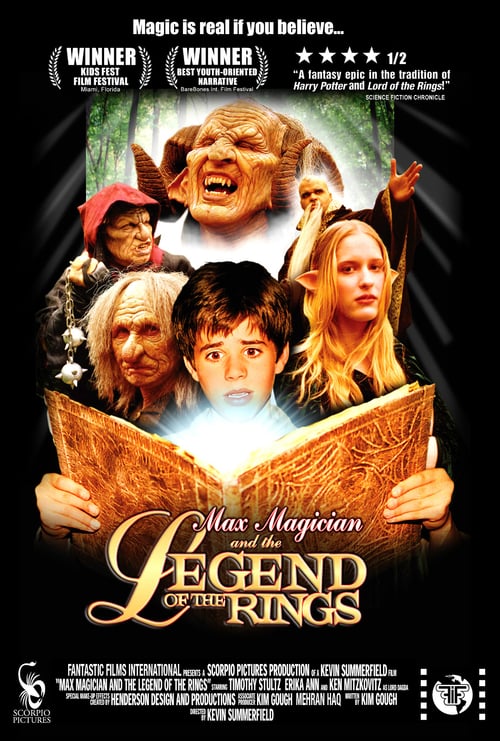 Magic is real if you believe...
WINNER
KIDS FEST
FILM FESTIVAL
Miami, Florida
WINNER
BEST YOUTH-ORIENTED
NARRATIVE
BareBones Int. Film Festival
1/2
“A fantasy epic in the tradition of
Harry Potter and Lord of the Rings!”
SCIENCE FICTION CHRONICLE
Max Magician
and the
LEGEND
OF THE RINGS
FANTASTIC FILMS INTERNATIONAL PRESENTS A SCORPIO PICTURES PRODUCTION OF A KEVIN SUMMERFIELD FILM
"MAX MAGICIAN AND THE LEGEND OF THE RINGS" STARRING TIMOTHY STULTZ ERIKA ANN AND KEN MITZKOVITZ AS LORD DAGDA
SPECIAL MAKE-UP EFFECTS CREATED BY HENDERSON DESIGN AND PRODUCTIONS ASSOCIATE PRODUCER KIM GOUGH MEHRAN HAQ WRITTEN BY KIM GOUGH
DIRECTED BY KEVIN SUMMERFIELD
SCORPIO
PICTURES
FFI